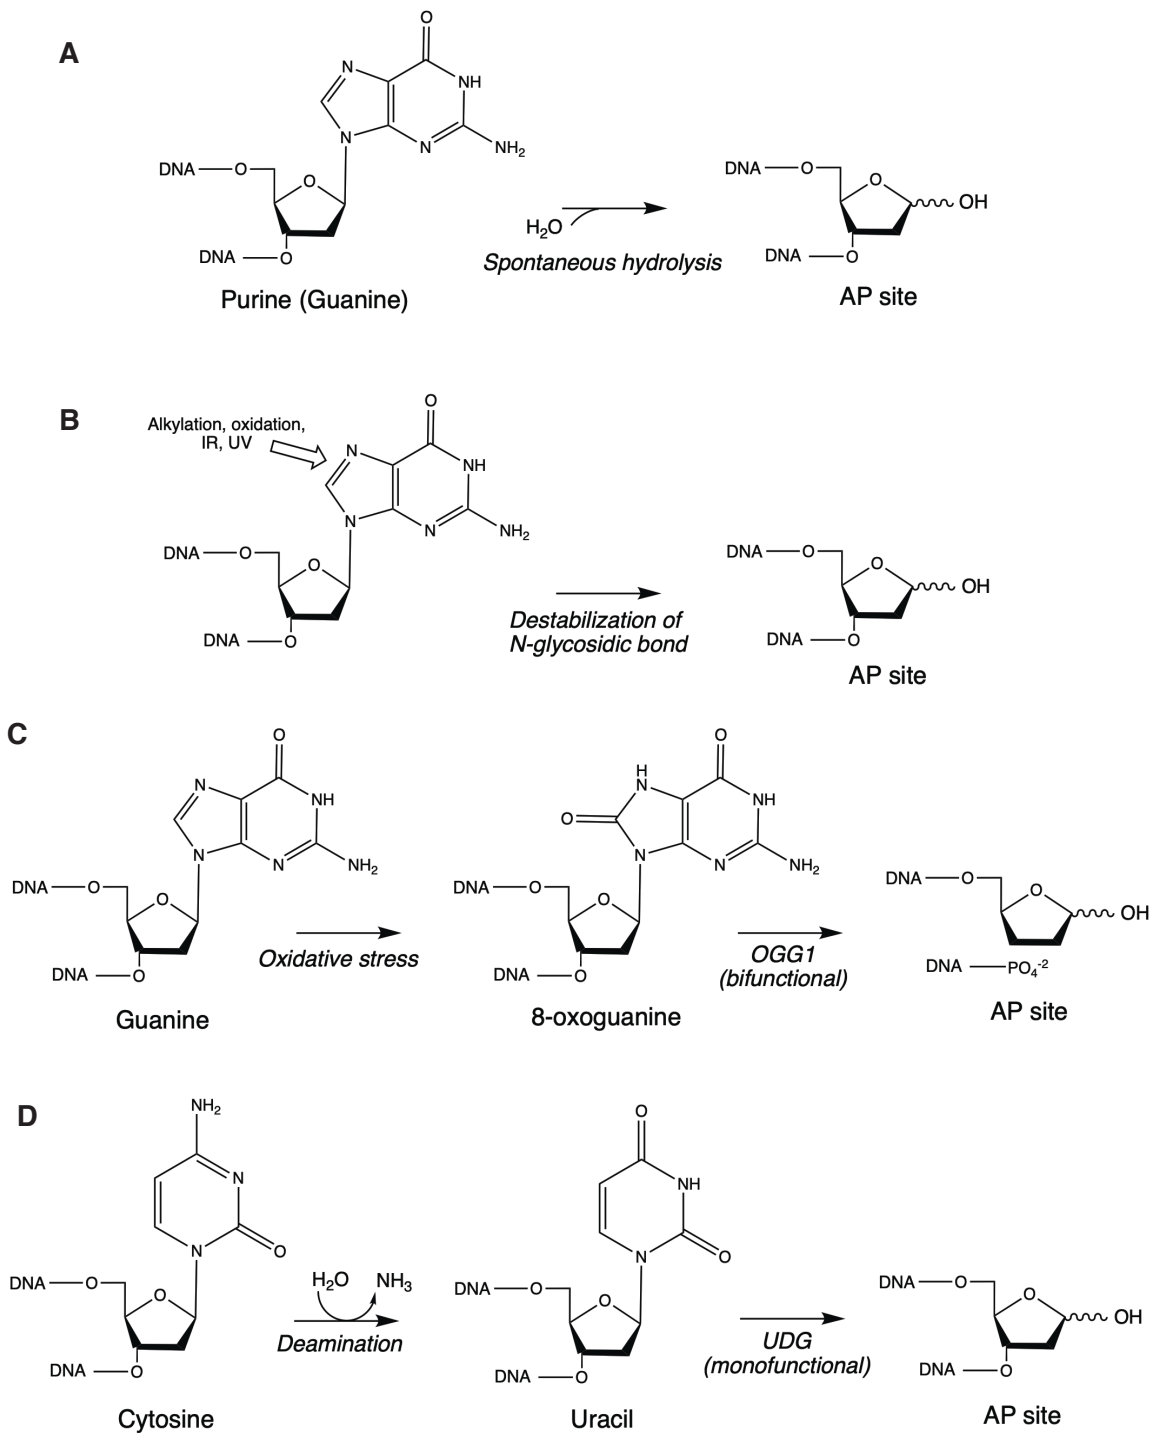 A
O
N
NH
N
N
NH₂
DNA
O
O
DNA
O
Purine (Guanine)
H₂O
Spontaneous hydrolysis
DNA
O
O
OH
DNA
O
AP site
B
Alkylation, oxidation,
IR, UV
O
N
NH
N
N
NH₂
DNA
O
O
DNA
O
Destabilization of
N-glycosidic bond
DNA
O
O
OH
DNA
O
AP site
C
O
N
NH
N
N
NH₂
DNA
O
O
DNA
O
Guanine
Oxidative stress
O
H
N
NH
O
N
N
NH₂
DNA
O
O
DNA
O
8-oxoguanine
OGG1
(bifunctional)
DNA
O
O
OH
DNA
PO₄⁻²
AP site
D
NH₂
N
N
O
DNA
O
O
DNA
O
Cytosine
H₂O
NH₃
Deamination
O
NH
N
O
DNA
O
O
DNA
O
Uracil
UDG
(monofunctional)
DNA
O
O
OH
DNA
O
AP site